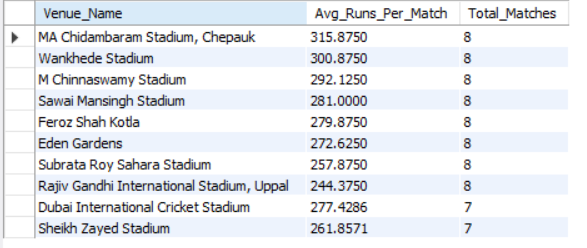 Venue_Name Avg_Runs_Per_Match Total_Matches
MA Chidambaram Stadium, Chepauk 315.8750 8
Wankhede Stadium 300.8750 8
M Chinnaswamy Stadium 292.1250 8
Sawai Mansingh Stadium 281.0000 8
Feroz Shah Kotla 279.8750 8
Eden Gardens 272.6250 8
Subrata Roy Sahara Stadium 257.8750 8
Rajiv Gandhi International Stadium, Uppal 244.3750 8
Dubai International Cricket Stadium 277.4286 7
Sheikh Zayed Stadium 261.8571 7